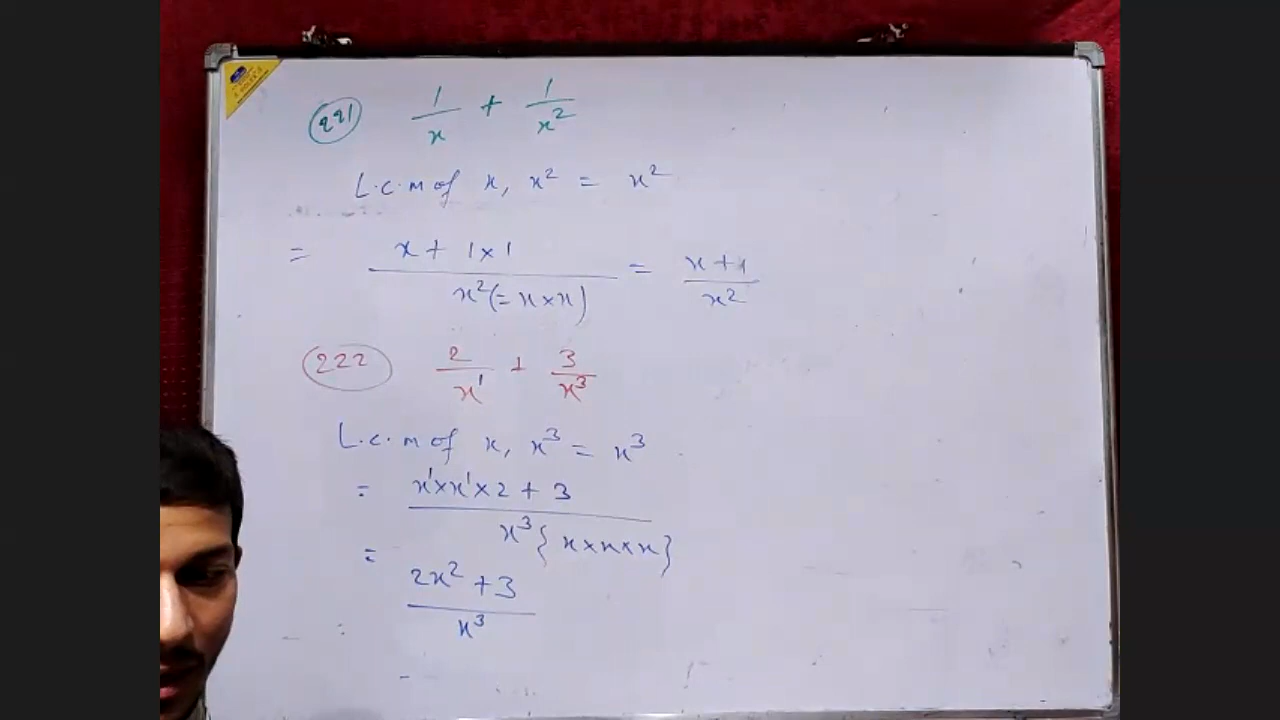 221 1/x + 1/x²
L.c.m of x, x² = x²
= x + 1×1 / x²(= x×x) = x+1 / x²
222 2/x¹ + 3/x³
L.c.m of x, x³ = x³
= x¹×x¹×2 + 3 / x³{x×x×x}
= 2x² + 3 / x³